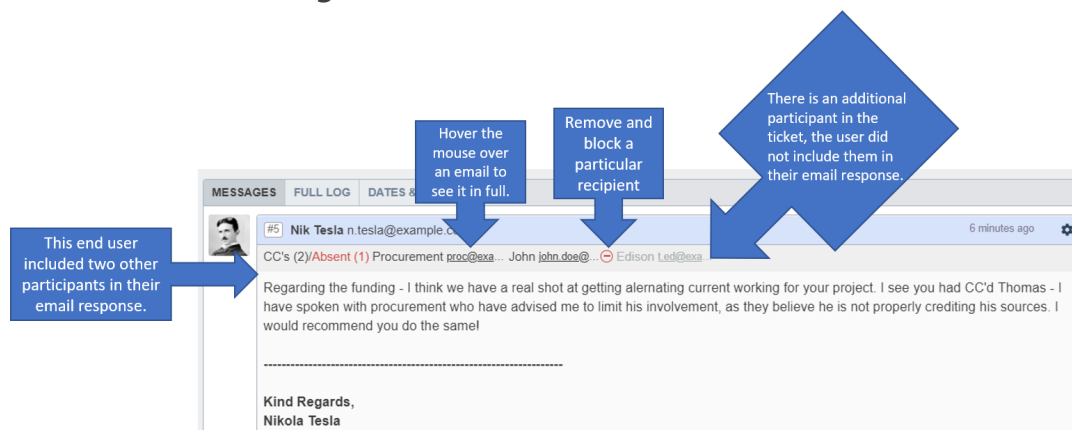 There is an additional
participant in the
ticket, the user did
not include them in
their email response.
Remove and
block a
particular
recipient
Hover the
mouse over
an email to
see it in full.
MESSAGES FULL LOG DATES &
#5 Nik Tesla n.tesla@example.c 6 minutes ago
This end user
included two other
participants in their
email response.
CC's (2)/Absent (1) Procurement proc@exa... John john.doe@... Edison t.ed@exa...
Regarding the funding - I think we have a real shot at getting alernating current working for your project. I see you had CC'd Thomas - I
have spoken with procurement who have advised me to limit his involvement, as they believe he is not properly crediting his sources. I
would recommend you do the same!
--------------------------------------------------------------------
Kind Regards,
Nikola Tesla